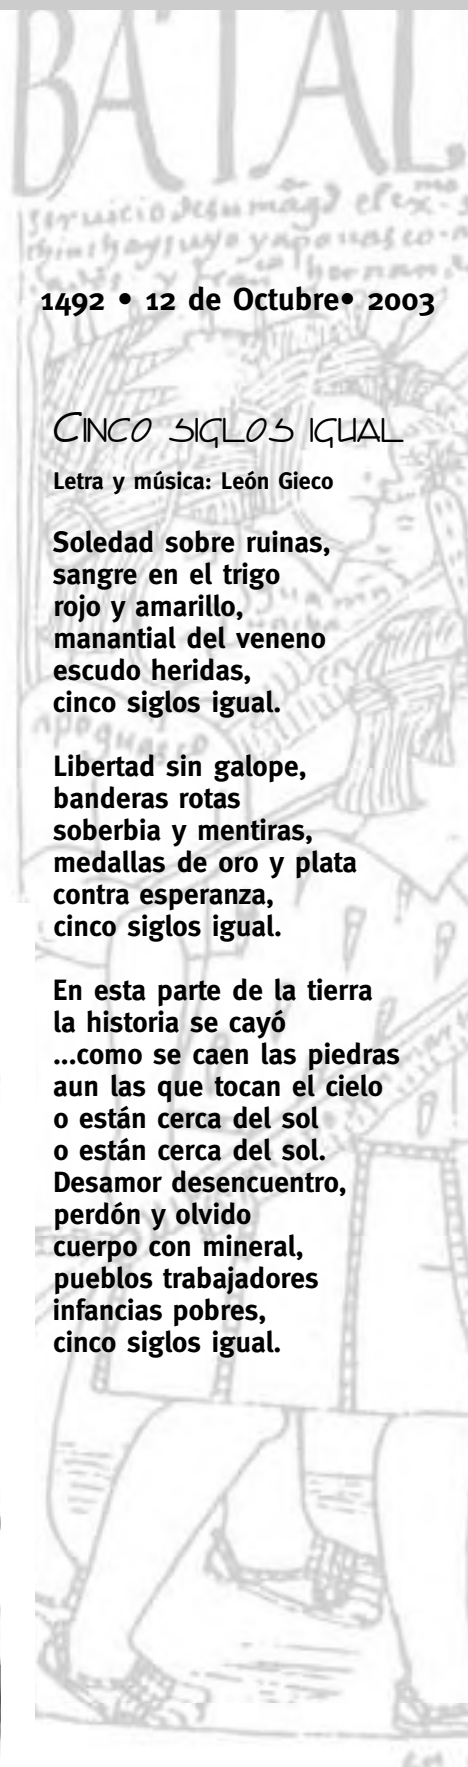 BATAL
1492 • 12 de Octubre• 2003
CINCO SIGLOS IGUAL
Letra y música: León Gieco
Soledad sobre ruinas,
sangre en el trigo
rojo y amarillo,
manantial del veneno
escudo heridas,
cinco siglos igual.
Libertad sin galope,
banderas rotas
soberbia y mentiras,
medallas de oro y plata
contra esperanza,
cinco siglos igual.
En esta parte de la tierra
la historia se cayó
...como se caen las piedras
aun las que tocan el cielo
o están cerca del sol
o están cerca del sol.
Desamor desencuentro,
perdón y olvido
cuerpo con mineral,
pueblos trabajadores
infancias pobres,
cinco siglos igual.